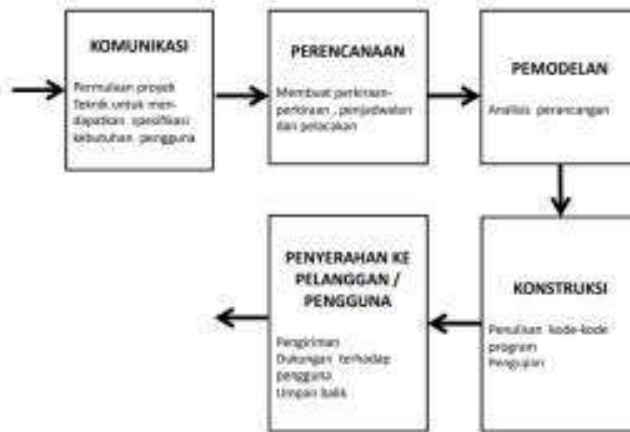 KOMUNIKASI
Permulaan proyek
Teknik untuk men-
dapatkan spesifikasi
kebutuhan pengguna
PERENCANAAN
Membuat perkiraan-
perkiraan , penjadwalan
dan pelacakan
PEMODELAN
Analisis perancangan
KONSTRUKSI
Penulisan kode-kode
program
Pengujian
PENYERAHAN KE
PELANGGAN /
PENGGUNA
Pengiriman
Dukungan terhadap
pengguna
Umpan balik